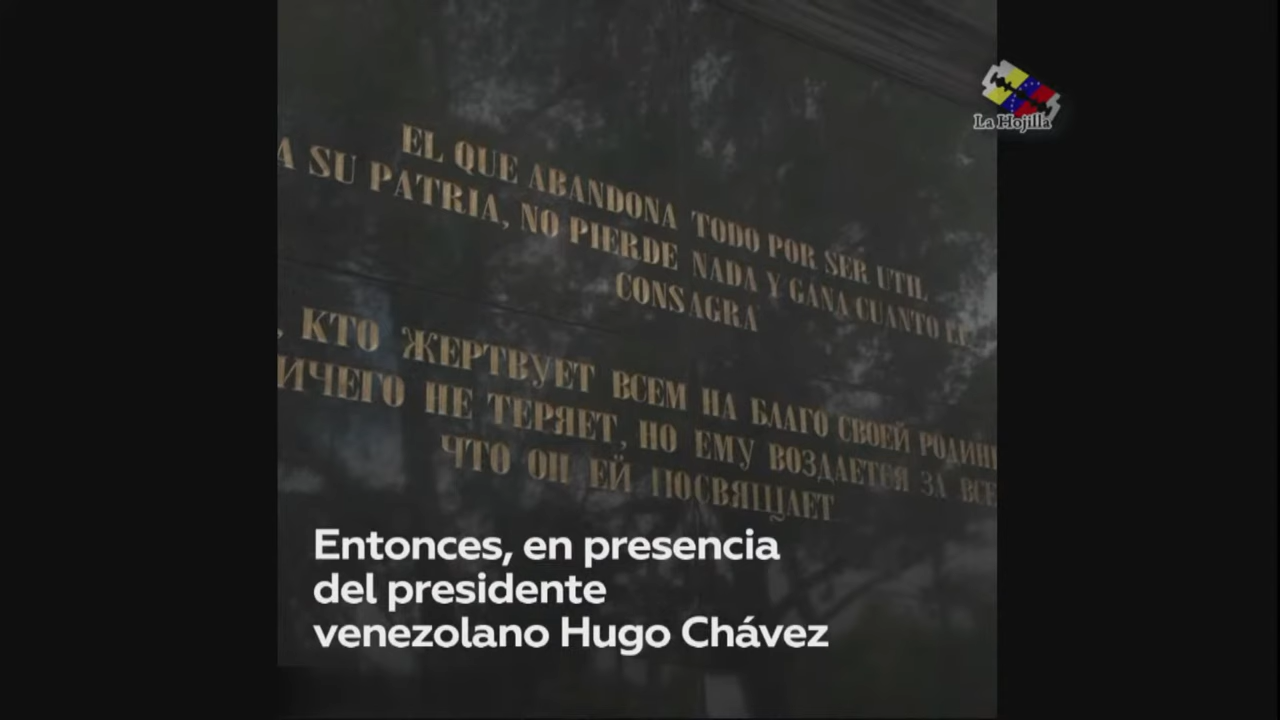 La Hojilla
EL QUE ABANDONA TODO POR SER UTIL
A SU PATRIA, NO PIERDE NADA Y GANA CUANTO LE
CONSAGRA
, КТО ЖЕРТВУЕТ ВСЕМ НА БЛАГО СВОЕЙ РОДИНЕ
ИЧЕГО НЕ ТЕРЯЕТ, НО ЕМУ ВОЗДАЕТСЯ ЗА ВСЕ
ЧТО ОН ЕЙ ПОСВЯЩАЕТ
Entonces, en presencia
del presidente
venezolano Hugo Chávez